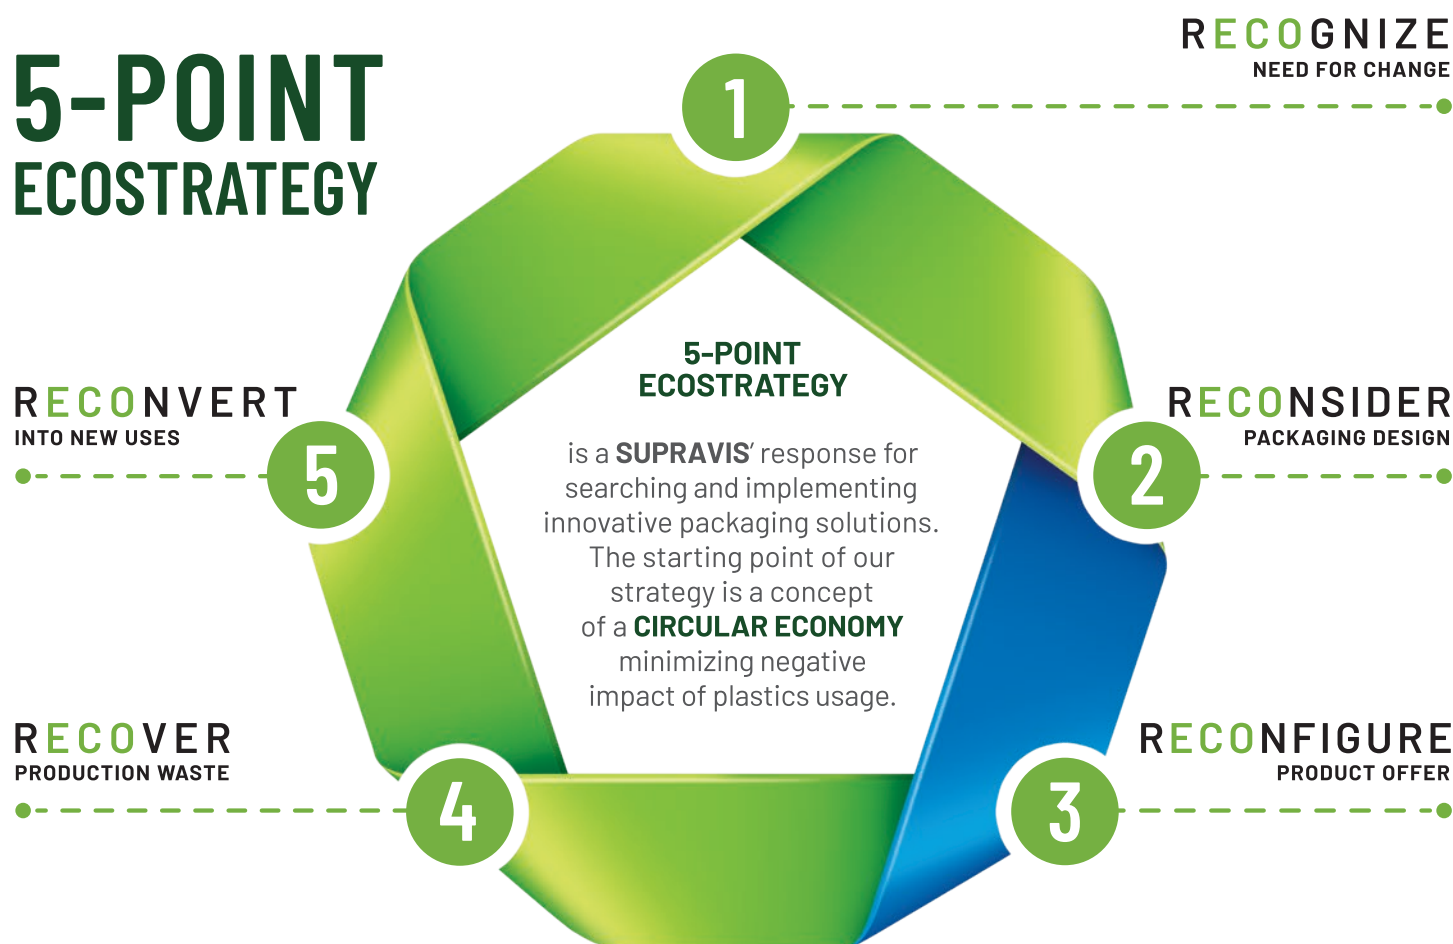 5-POINT
ECOSTRATEGY
1
RECOGNIZE
NEED FOR CHANGE
2
RECONSIDER
PACKAGING DESIGN
3
RECONFIGURE
PRODUCT OFFER
4
RECOVER
PRODUCTION WASTE
5
RECONVERT
INTO NEW USES
5-POINT
ECOSTRATEGY
is a SUPRAVIS’ response for
searching and implementing
innovative packaging solutions.
The starting point of our
strategy is a concept
of a CIRCULAR ECONOMY
minimizing negative
impact of plastics usage.